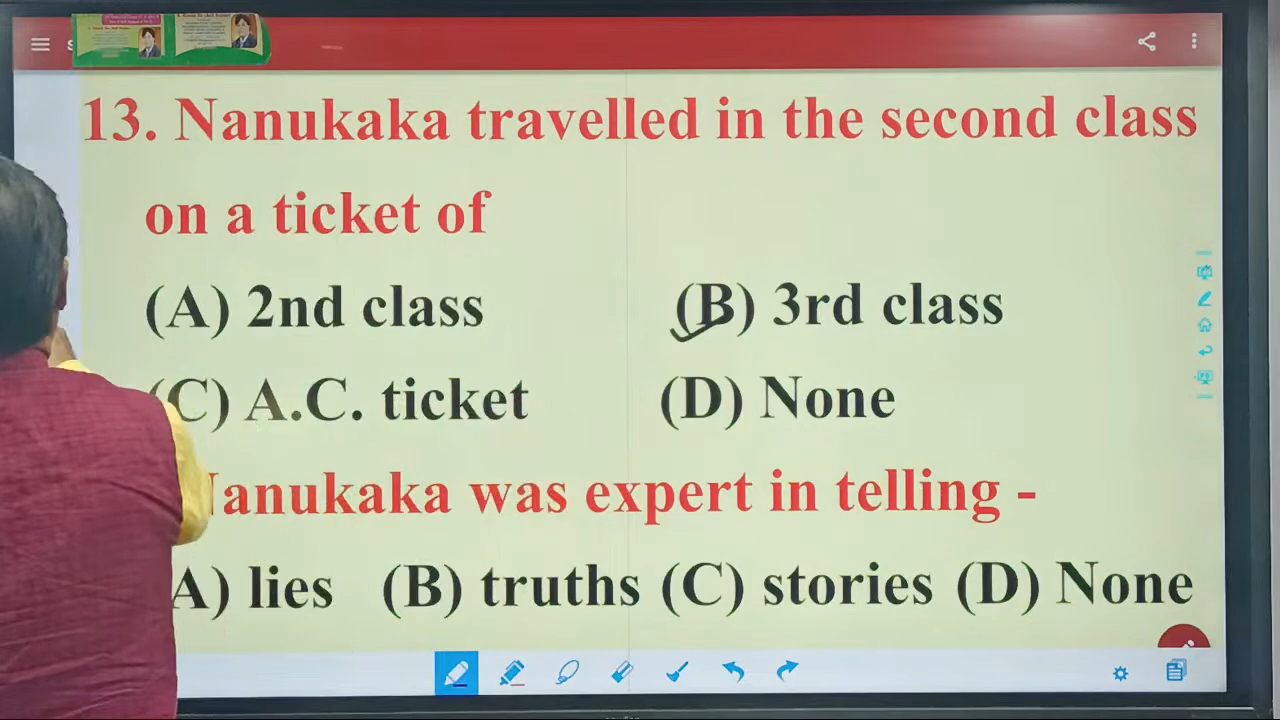 13. Nanukaka travelled in the second class
on a ticket of
(A) 2nd class (B) 3rd class
(C) A.C. ticket (D) None
Nanukaka was expert in telling -
A) lies (B) truths (C) stories (D) None